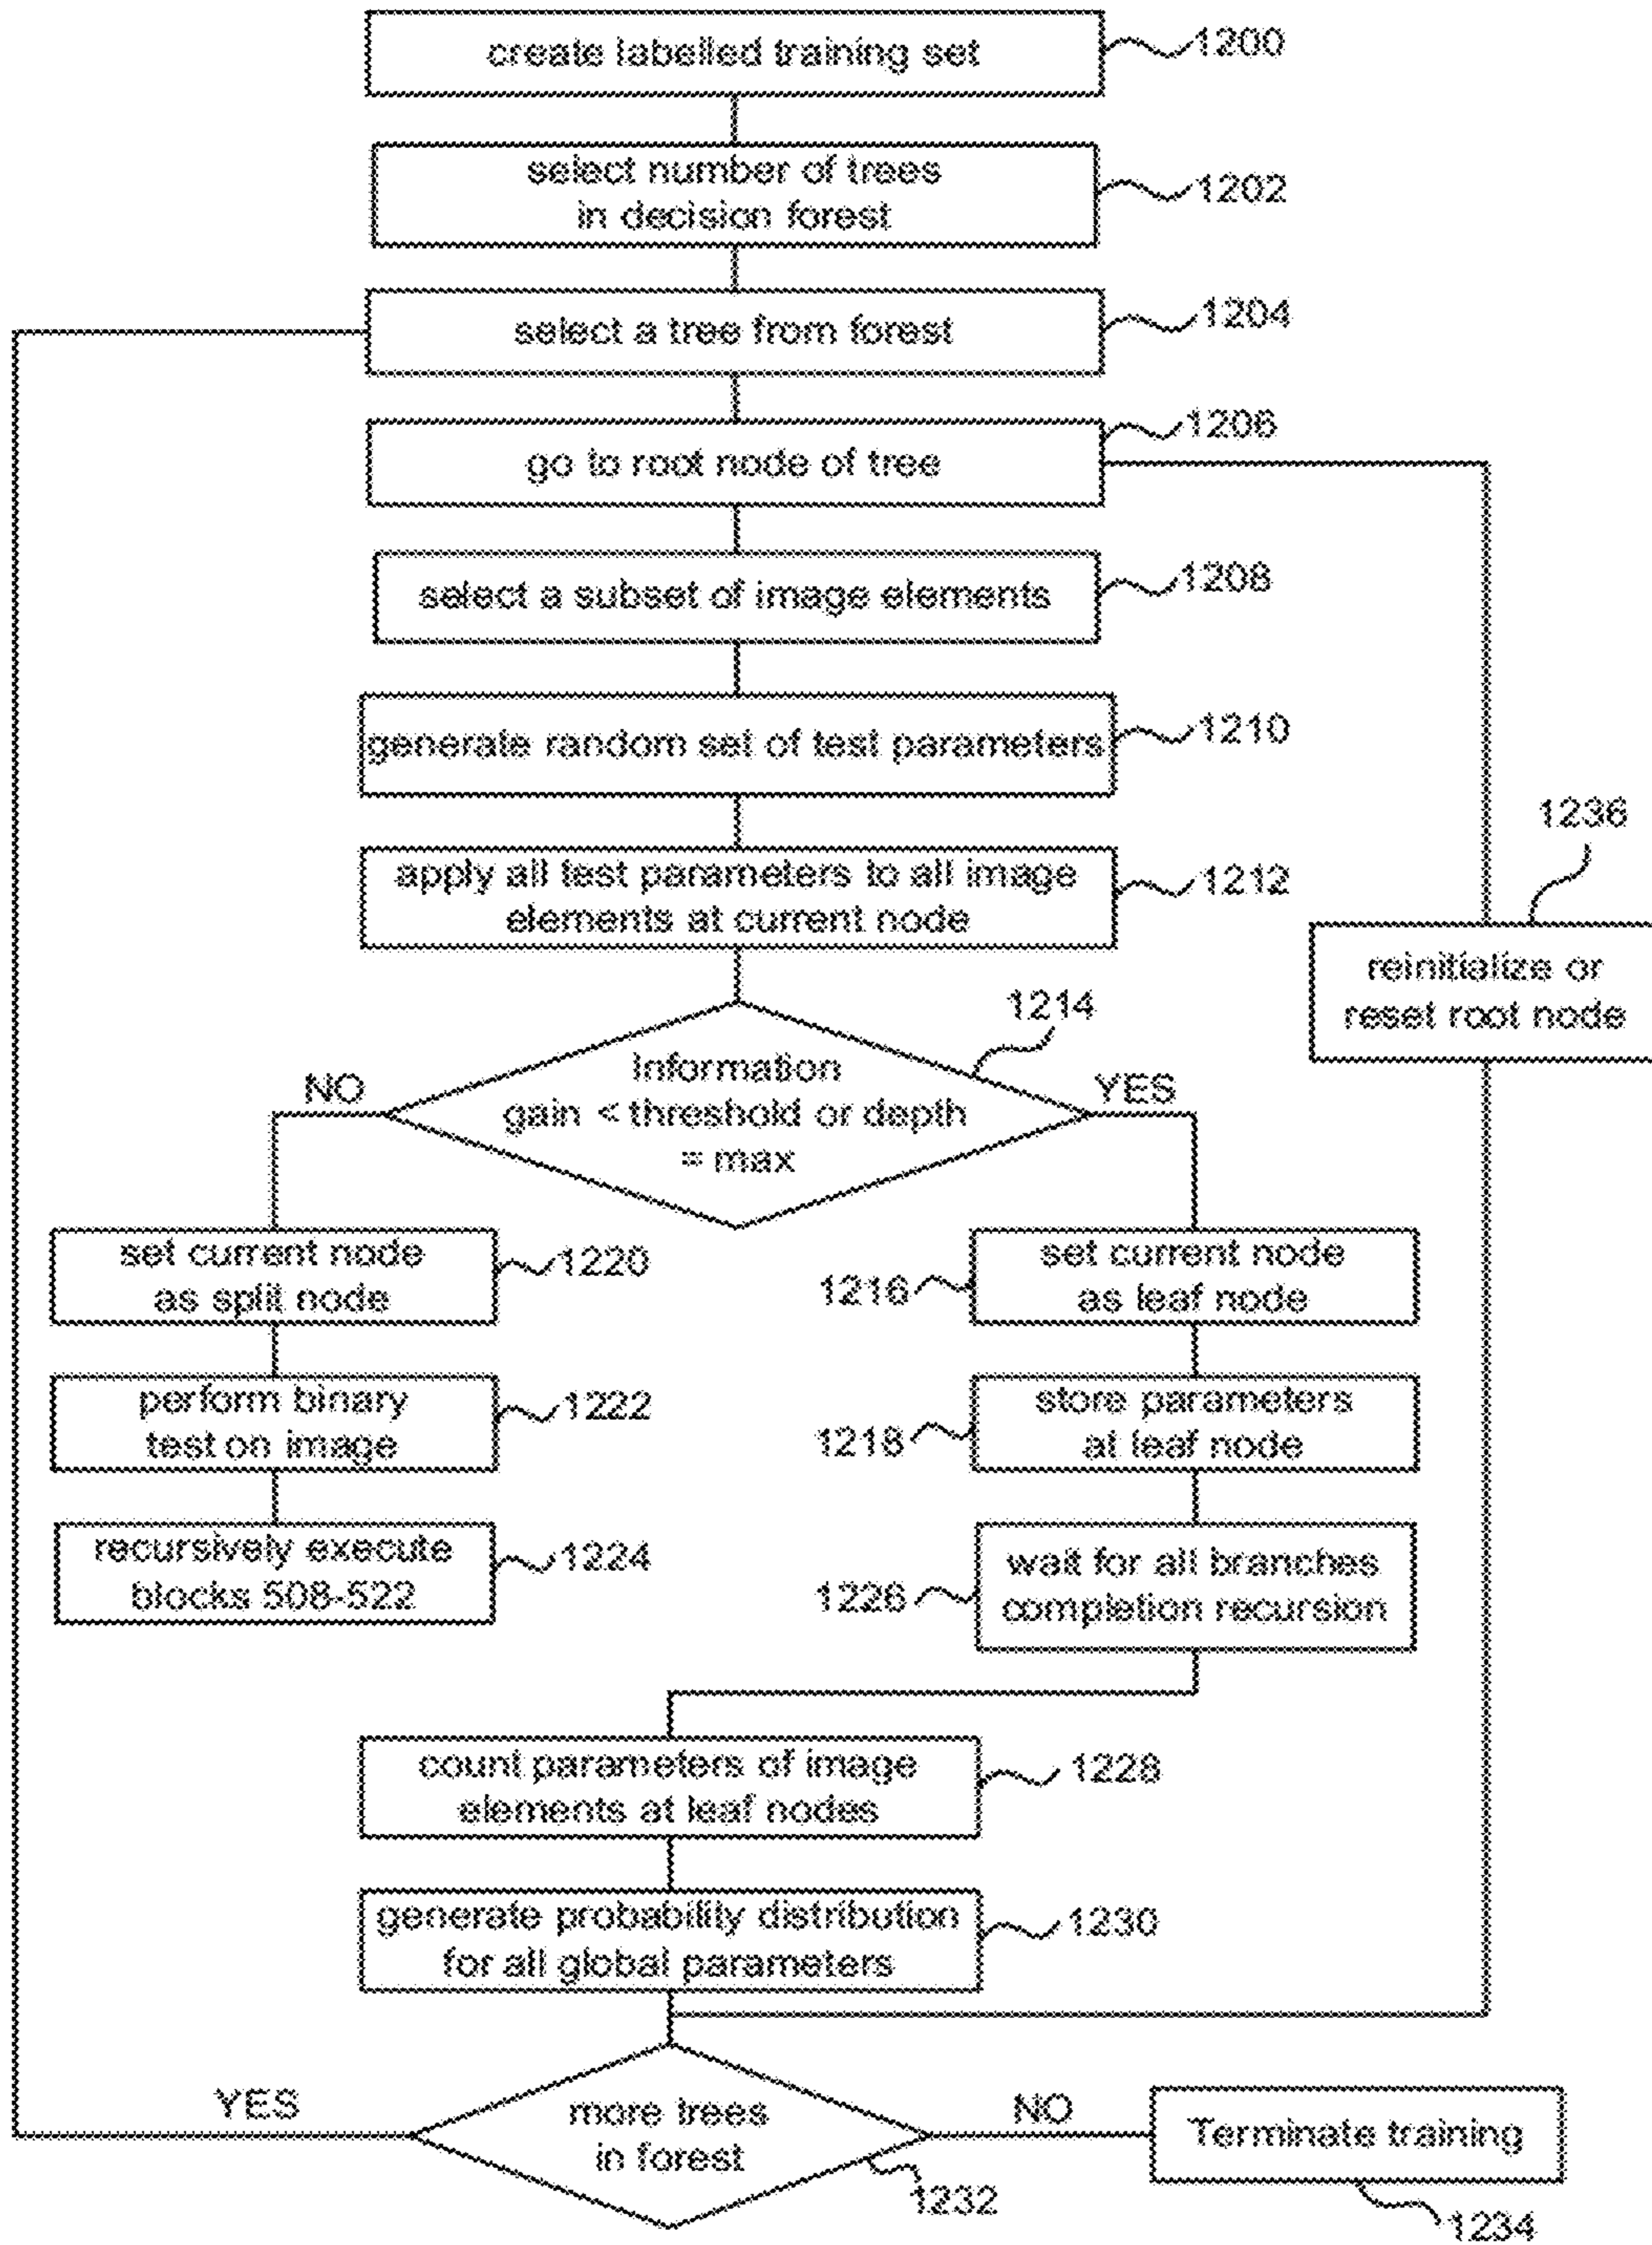 create labelled training set
1200
select number of trees
in decision forest
1202
select a tree from forest
1204
go to root node of tree
1206
select a subset of image elements
1208
generate random set of test parameters
1210
apply all test parameters to all image
elements at current node
1212
1236
reinitialize or
reset root node
1214
information
gain < threshold or depth
= max
NO
YES
set current node
as split node
1220
1216
set current node
as leaf node
perform binary
test on image
1222
1218
store parameters
at leaf node
recursively execute
blocks 508-522
1224
1226
wait for all branches
completion recursion
count parameters of image
elements at leaf nodes
1228
generate probability distribution
for all global parameters
1230
YES
more trees
in forest
NO
1232
Terminate training
1234